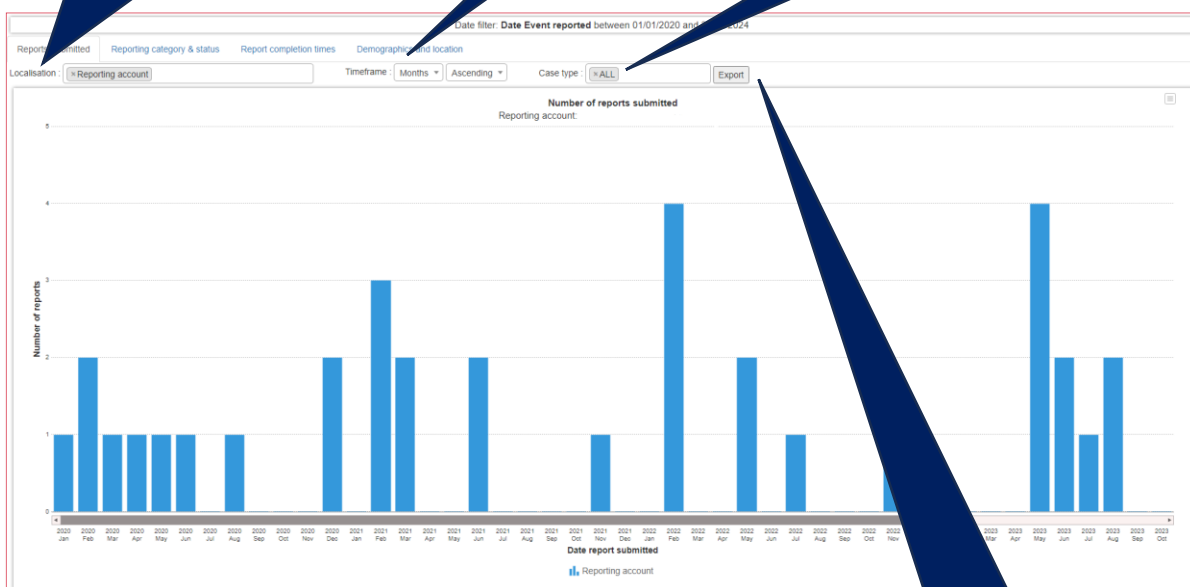 Date filter: Date Event reported between 01/01/2020 and 2024
Reports submitted Reporting category & status Report completion times Demographics and location
Localisation : × Reporting account Timeframe : Months Ascending Case type : × ALL Export
Number of reports submitted
Reporting account:
5
4
3
2
1
0
Number of reports
2020 2020 2020 2020 2020 2020 2020 2020 2020 2020 2020 2020 2021 2021 2021 2021 2021 2021 2021 2021 2021 2021 2021 2021 2022 2022 2022 2022 2022 2022 2022 2022 2022 2022 2022 2023 2023 2023 2023 2023 2023 2023 2023
Jan Feb Mar Apr May Jun Jul Aug Sep Oct Nov Dec Jan Feb Mar Apr May Jun Jul Aug Sep Oct Nov Dec Jan Feb Mar Apr May Jun Jul Aug Sep Oct Nov Mar Apr May Jun Jul Aug Sep Oct
Date report submitted
Reporting account